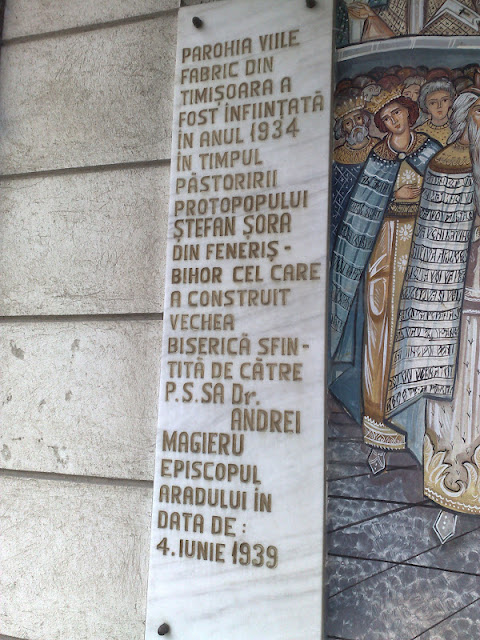 PAROHIA VIILE
FABRIC DIN
TIMIȘOARA A
FOST ÎNFIINȚATĂ
ÎN ANUL 1934
ÎN TIMPUL
PĂSTORIRII
PROTOPOPULUI
ȘTEFAN ȘORA
DIN FENERIȘ-
BIHOR CEL CARE
A CONSTRUIT
VECHEA
BISERICĂ SFIN-
TITĂ DE CĂTRE
P.S.SA Dr.
ANDREI
MAGIERU
EPISCOPUL
ARADULUI ÎN
DATA DE:
4.IUNIE 1939